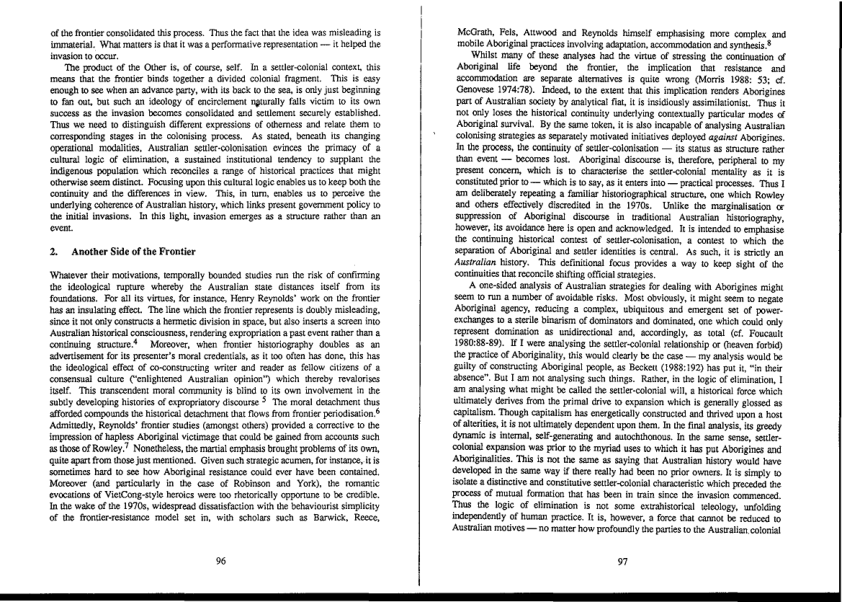 of the frontier consolidated this process. Thus the fact that the idea was misleading is
immaterial. What matters is that it was a performative representation — it helped the
invasion to occur.
The product of the Other is, of course, self. In a settler-colonial context, this
means that the frontier binds together a divided colonial fragment. This is easy
enough to see when an advance party, with its back to the sea, is only just beginning
to fan out, but such an ideology of encirclement naturally falls victim to its own
success as the invasion becomes consolidated and settlement securely established.
Thus we need to distinguish different expressions of otherness and relate them to
corresponding stages in the colonising process. As stated, beneath its changing
operational modalities, Australian settler-colonisation evinces the primacy of a
cultural logic of elimination, a sustained institutional tendency to supplant the
indigenous population which reconciles a range of historical practices that might
otherwise seem distinct. Focusing upon this cultural logic enables us to keep both the
continuity and the differences in view. This, in turn, enables us to perceive the
underlying coherence of Australian history, which links present government policy to
the initial invasions. In this light, invasion emerges as a structure rather than an
event.
2. Another Side of the Frontier
Whatever their motivations, temporally bounded studies run the risk of confirming
the ideological rupture whereby the Australian state distances itself from its
foundations. For all its virtues, for instance, Henry Reynolds' work on the frontier
has an insulating effect. The line which the frontier represents is doubly misleading,
since it not only constructs a hermetic division in space, but also inserts a screen into
Australian historical consciousness, rendering expropriation a past event rather than a
continuing structure.4 Moreover, when frontier historiography doubles as an
advertisement for its presenter's moral credentials, as it too often has done, this has
the ideological effect of co-constructing writer and reader as fellow citizens of a
consensual culture ("enlightened Australian opinion") which thereby revalorises
itself. This transcendent moral community is blind to its own involvement in the
subtly developing histories of expropriatory discourse 5 The moral detachment thus
afforded compounds the historical detachment that flows from frontier periodisation.6
Admittedly, Reynolds' frontier studies (amongst others) provided a corrective to the
impression of hapless Aboriginal victimage that could be gained from accounts such
as those of Rowley.7 Nonetheless, the martial emphasis brought problems of its own,
quite apart from those just mentioned. Given such strategic acumen, for instance, it is
sometimes hard to see how Aboriginal resistance could ever have been contained.
Moreover (and particularly in the case of Robinson and York), the romantic
evocations of VietCong-style heroics were too rhetorically opportune to be credible.
In the wake of the 1970s, widespread dissatisfaction with the behaviourist simplicity
of the frontier-resistance model set in, with scholars such as Barwick, Reece,
96
McGrath, Fels, Attwood and Reynolds himself emphasising more complex and
mobile Aboriginal practices involving adaptation, accommodation and synthesis.8
Whilst many of these analyses had the virtue of stressing the continuation of
Aboriginal life beyond the frontier, the implication that resistance and
accommodation are separate alternatives is quite wrong (Morris 1988: 53; cf.
Genovese 1974:78). Indeed, to the extent that this implication renders Aborigines
part of Australian society by analytical fiat, it is insidiously assimilationist. Thus it
not only loses the historical continuity underlying contextually particular modes of
Aboriginal survival. By the same token, it is also incapable of analysing Australian
colonising strategies as separately motivated initiatives deployed against Aborigines.
In the process, the continuity of settler-colonisation — its status as structure rather
than event — becomes lost. Aboriginal discourse is, therefore, peripheral to my
present concern, which is to characterise the settler-colonial mentality as it is
constituted prior to — which is to say, as it enters into — practical processes. Thus I
am deliberately repeating a familiar historiographical structure, one which Rowley
and others effectively discredited in the 1970s. Unlike the marginalisation or
suppression of Aboriginal discourse in traditional Australian historiography,
however, its avoidance here is open and acknowledged. It is intended to emphasise
the continuing historical contest of settler-colonisation, a contest to which the
separation of Aboriginal and settler identities is central. As such, it is strictly an
Australian history. This definitional focus provides a way to keep sight of the
continuities that reconcile shifting official strategies.
A one-sided analysis of Australian strategies for dealing with Aborigines might
seem to run a number of avoidable risks. Most obviously, it might seem to negate
Aboriginal agency, reducing a complex, ubiquitous and emergent set of power-
exchanges to a sterile binarism of dominators and dominated, one which could only
represent domination as unidirectional and, accordingly, as total (cf. Foucault
1980:88-89). If I were analysing the settler-colonial relationship or (heaven forbid)
the practice of Aboriginality, this would clearly be the case — my analysis would be
guilty of constructing Aboriginal people, as Beckett (1988:192) has put it, "in their
absence". But I am not analysing such things. Rather, in the logic of elimination, I
am analysing what might be called the settler-colonial will, a historical force which
ultimately derives from the primal drive to expansion which is generally glossed as
capitalism. Though capitalism has energetically constructed and thrived upon a host
of alterities, it is not ultimately dependent upon them. In the final analysis, its greedy
dynamic is internal, self-generating and autochthonous. In the same sense, settler-
colonial expansion was prior to the myriad uses to which it has put Aborigines and
Aboriginalities. This is not the same as saying that Australian history would have
developed in the same way if there really had been no prior owners. It is simply to
isolate a distinctive and constitutive settler-colonial characteristic which preceded the
process of mutual formation that has been in train since the invasion commenced.
Thus the logic of elimination is not some extrahistorical teleology, unfolding
independently of human practice. It is, however, a force that cannot be reduced to
Australian motives — no matter how profoundly the parties to the Australian colonial
97